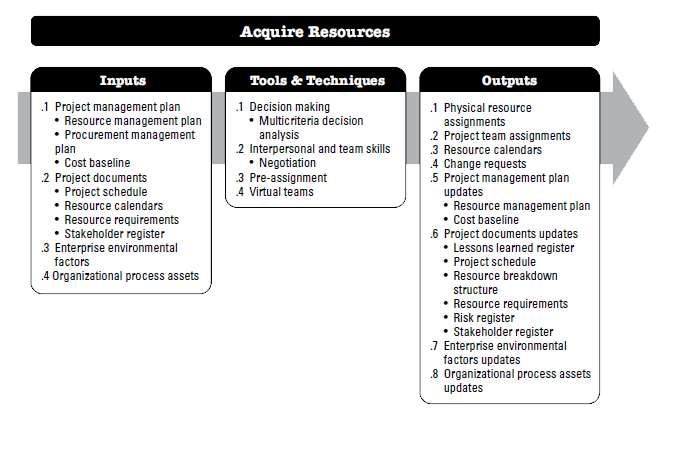 Acquire Resources
Inputs
.1 Project management plan
• Resource management plan
• Procurement management
plan
• Cost baseline
.2 Project documents
• Project schedule
• Resource calendars
• Resource requirements
• Stakeholder register
.3 Enterprise environmental
factors
.4 Organizational process assets
Tools & Techniques
.1 Decision making
• Multicriteria decision
analysis
.2 Interpersonal and team skills
• Negotiation
.3 Pre-assignment
.4 Virtual teams
Outputs
.1 Physical resource
assignments
.2 Project team assignments
.3 Resource calendars
.4 Change requests
.5 Project management plan
updates
• Resource management plan
• Cost baseline
.6 Project documents updates
• Lessons learned register
• Project schedule
• Resource breakdown
structure
• Resource requirements
• Risk register
• Stakeholder register
.7 Enterprise environmental
factors updates
.8 Organizational process assets
updates